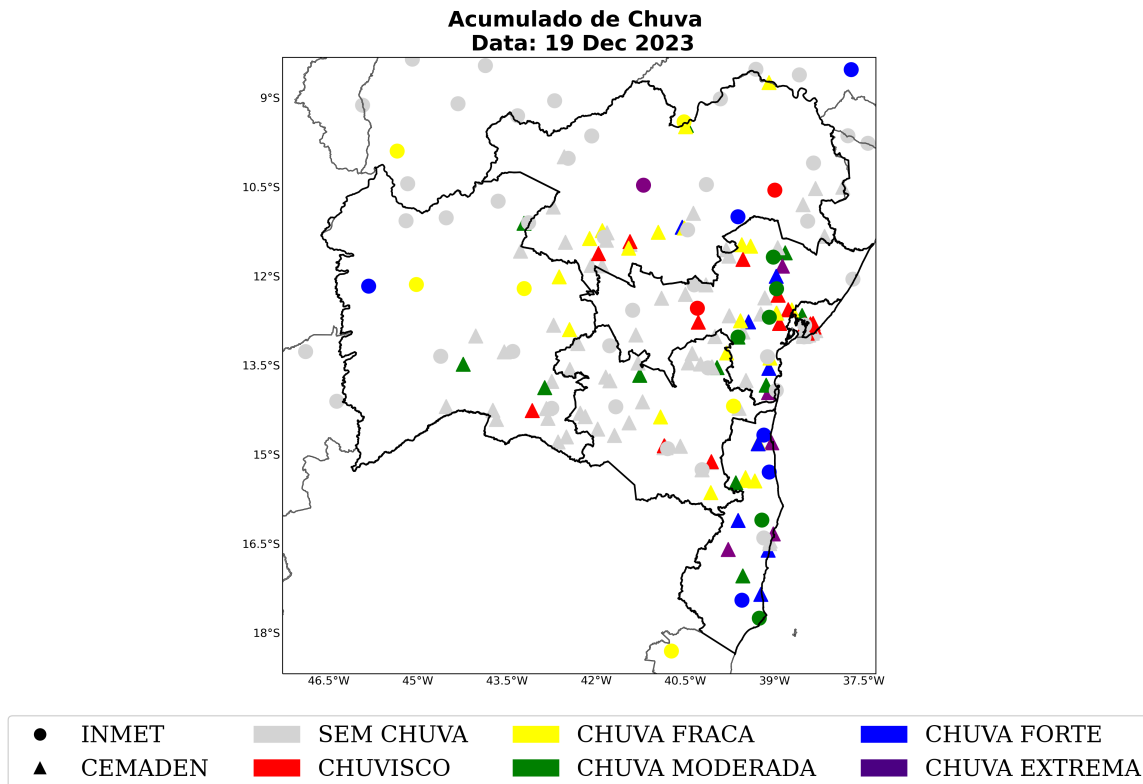 Acumulado de Chuva
Data: 19 Dec 2023
9°S
10.5°S
12°S
13.5°S
15°S
16.5°S
18°S
46.5°W 45°W 43.5°W 42°W 40.5°W 39°W 37.5°W
INMET SEM CHUVA CHUVA FRACA CHUVA FORTE
CEMADEN CHUVISCO CHUVA MODERADA CHUVA EXTREMA